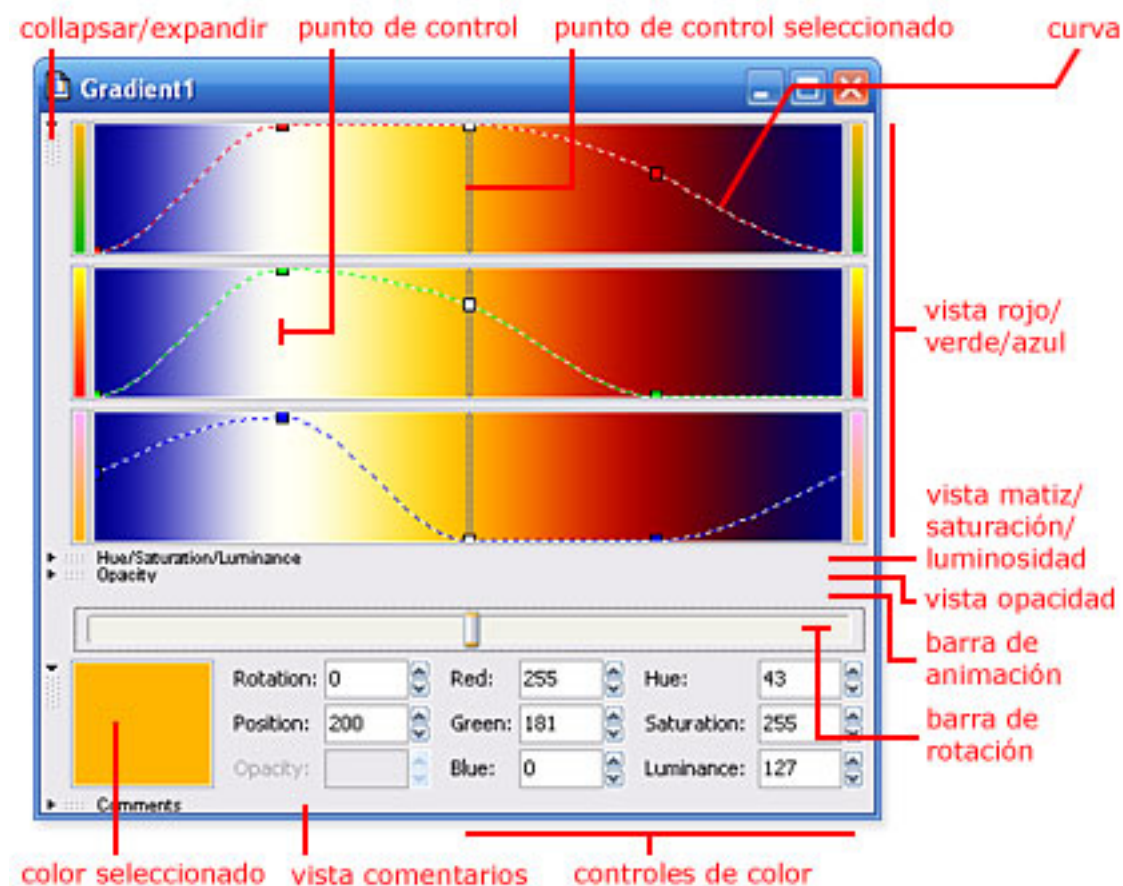 collapsar/expandir
punto de control
punto de control seleccionado
curva
Gradient1
vista rojo/
verde/azul
vista matiz/
saturación/
luminosidad
Hue/Saturation/Luminance
Opacity
vista opacidad
barra de
animación
barra de
rotación
Rotation: 0 Red: 255 Hue: 43
Position: 200 Green: 181 Saturation: 255
Opacity: Blue: 0 Luminance: 127
Comments
color seleccionado
vista comentarios
controles de color